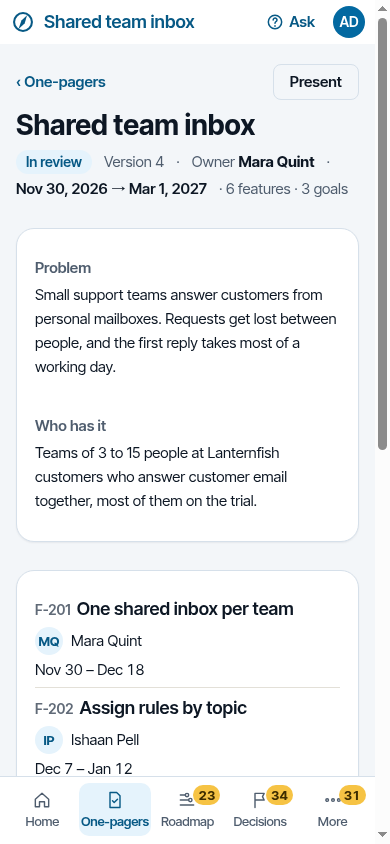 Shared team inbox
Ask
AD
‹ One-pagers
Present
Shared team inbox
In review Version 4 · Owner Mara Quint ·
Nov 30, 2026 → Mar 1, 2027 · 6 features · 3 goals
Problem
Small support teams answer customers from
personal mailboxes. Requests get lost between
people, and the first reply takes most of a
working day.
Who has it
Teams of 3 to 15 people at Lanternfish
customers who answer customer email
together, most of them on the trial.
F-201 One shared inbox per team
MQ Mara Quint
Nov 30 – Dec 18
F-202 Assign rules by topic
IP Ishaan Pell
Dec 7 – Jan 12
Home
One-pagers
23
Roadmap
34
Decisions
31
More